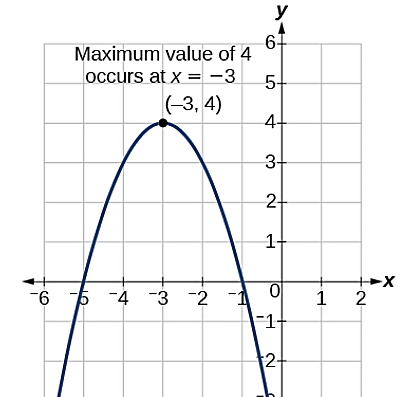 y
6
Maximum value of 4
occurs at x = −3
5
(−3, 4)
4
3
2
1
−6 −5 −4 −3 −2 −1 0 1 2 x
−1
−2